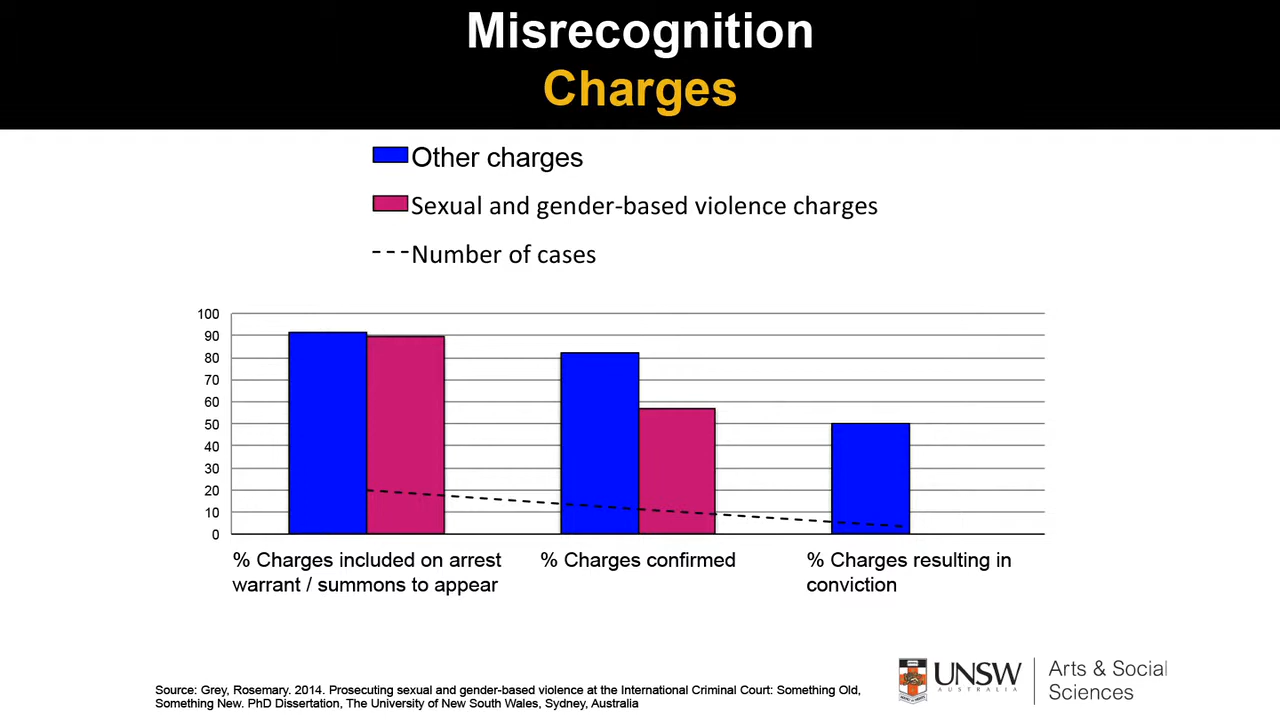 Misrecognition
Charges
Other charges
Sexual and gender-based violence charges
Number of cases
100
90
80
70
60
50
40
30
20
10
0
% Charges included on arrest
warrant / summons to appear
% Charges confirmed
% Charges resulting in
conviction
Source: Grey, Rosemary. 2014. Prosecuting sexual and gender-based violence at the International Criminal Court: Something Old,
Something New. PhD Dissertation, The University of New South Wales, Sydney, Australia
UNSW
AUSTRALIA
Arts & Social
Sciences